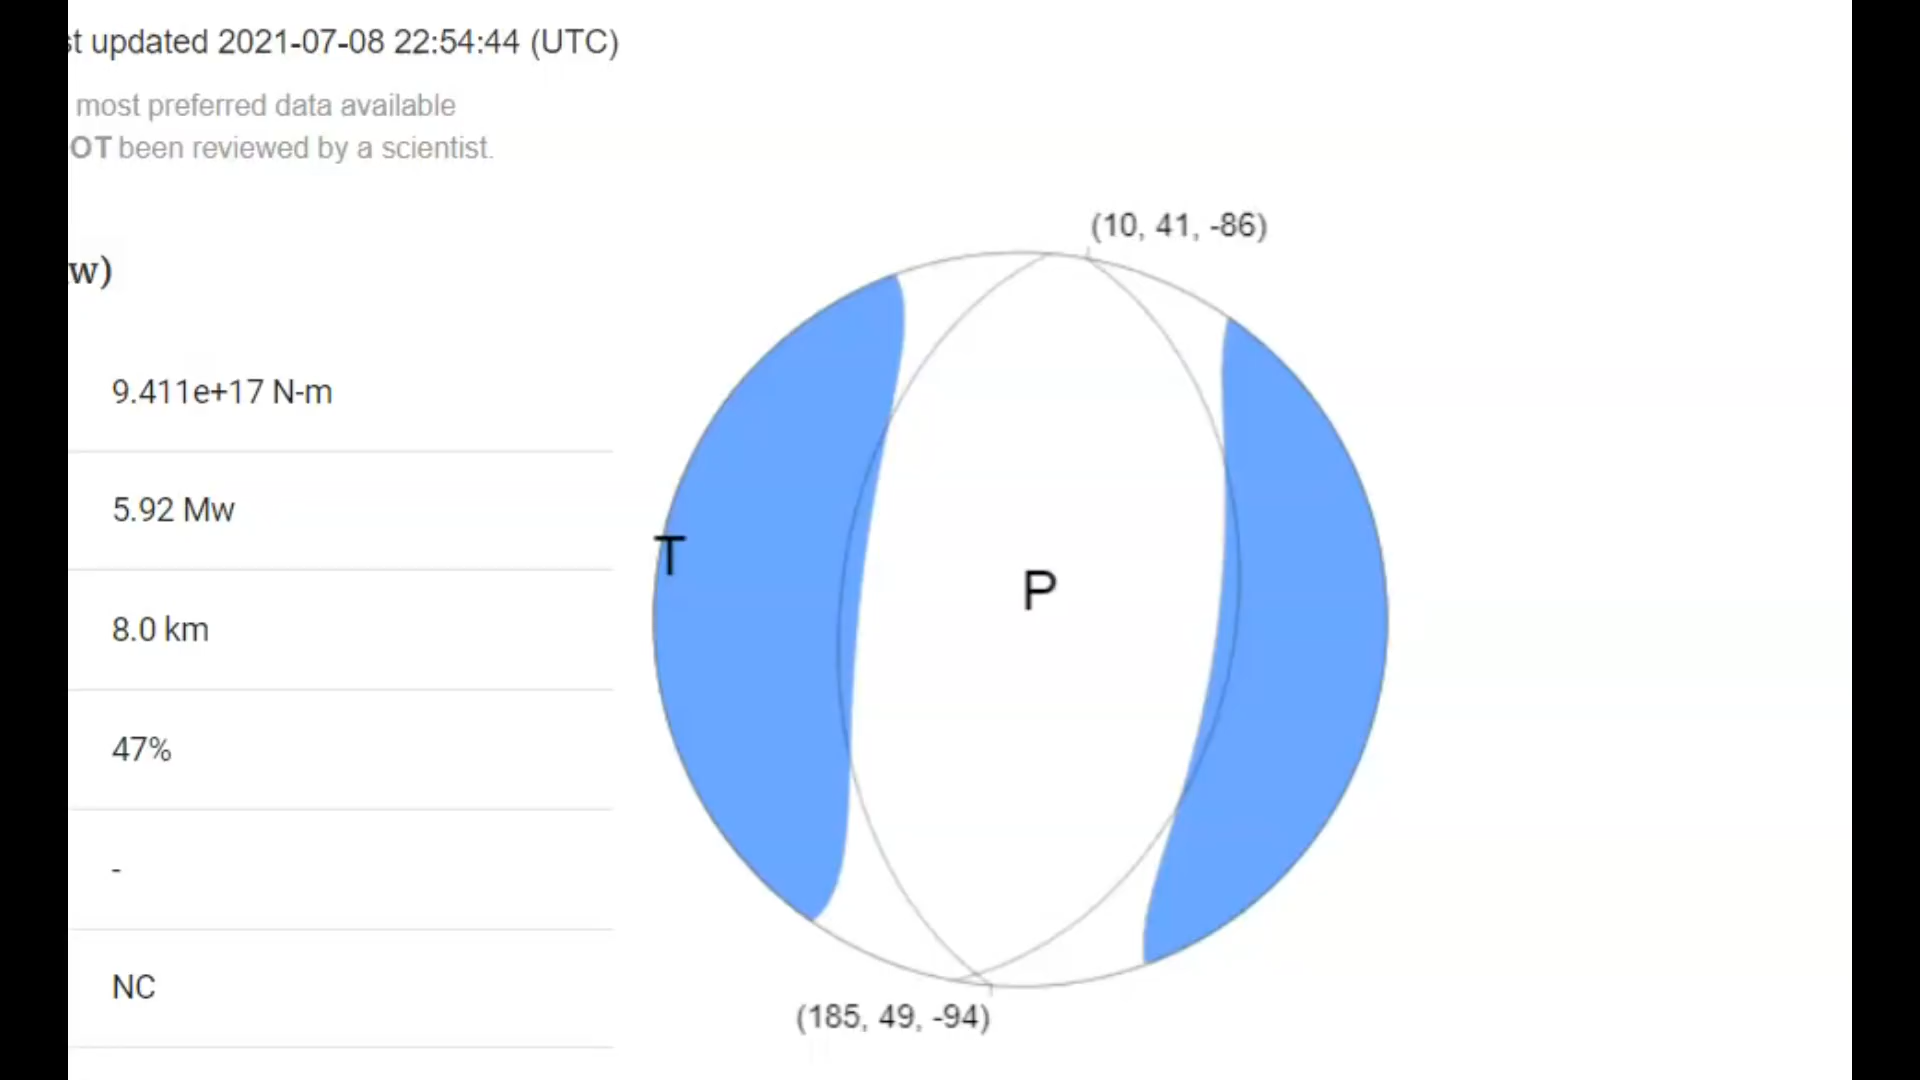 st updated 2021-07-08 22:54:44 (UTC)
most preferred data available
OT been reviewed by a scientist.
(10, 41, -86)
w)
9.411e+17 N-m
5.92 Mw
T
P
8.0 km
47%
-
NC
(185, 49, -94)